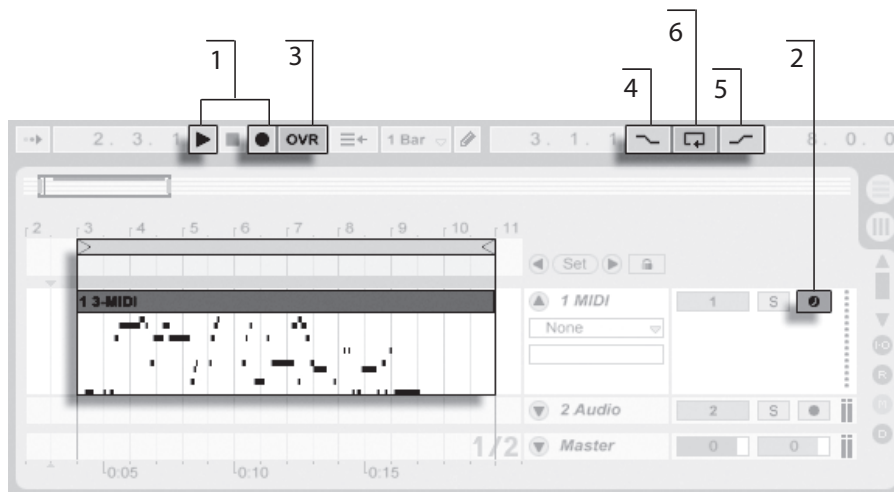 1 3 4 6 5 2
2 . 3 . 1 OVR 1 Bar 3 . 1 . 1 8 . 0 . 0
2 3 4 5 6 7 8 9 10 11
Set
1 3-MIDI
1 MIDI 1 S
None
I-O
R
2 Audio 2 S
D
1/2 Master 0 0
0:05 0:10 0:15